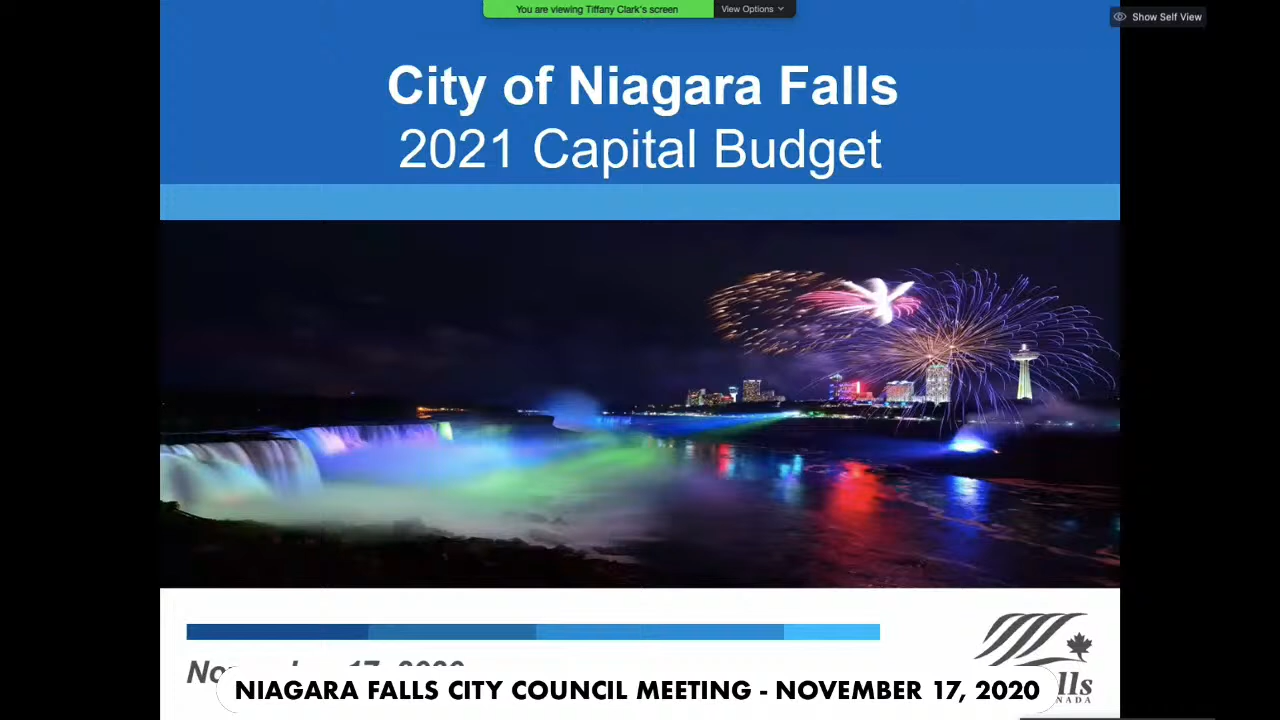 You are viewing Tiffany Clark's screen
View Options
Show Self View
City of Niagara Falls
2021 Capital Budget
NIAGARA FALLS CITY COUNCIL MEETING - NOVEMBER 17, 2020